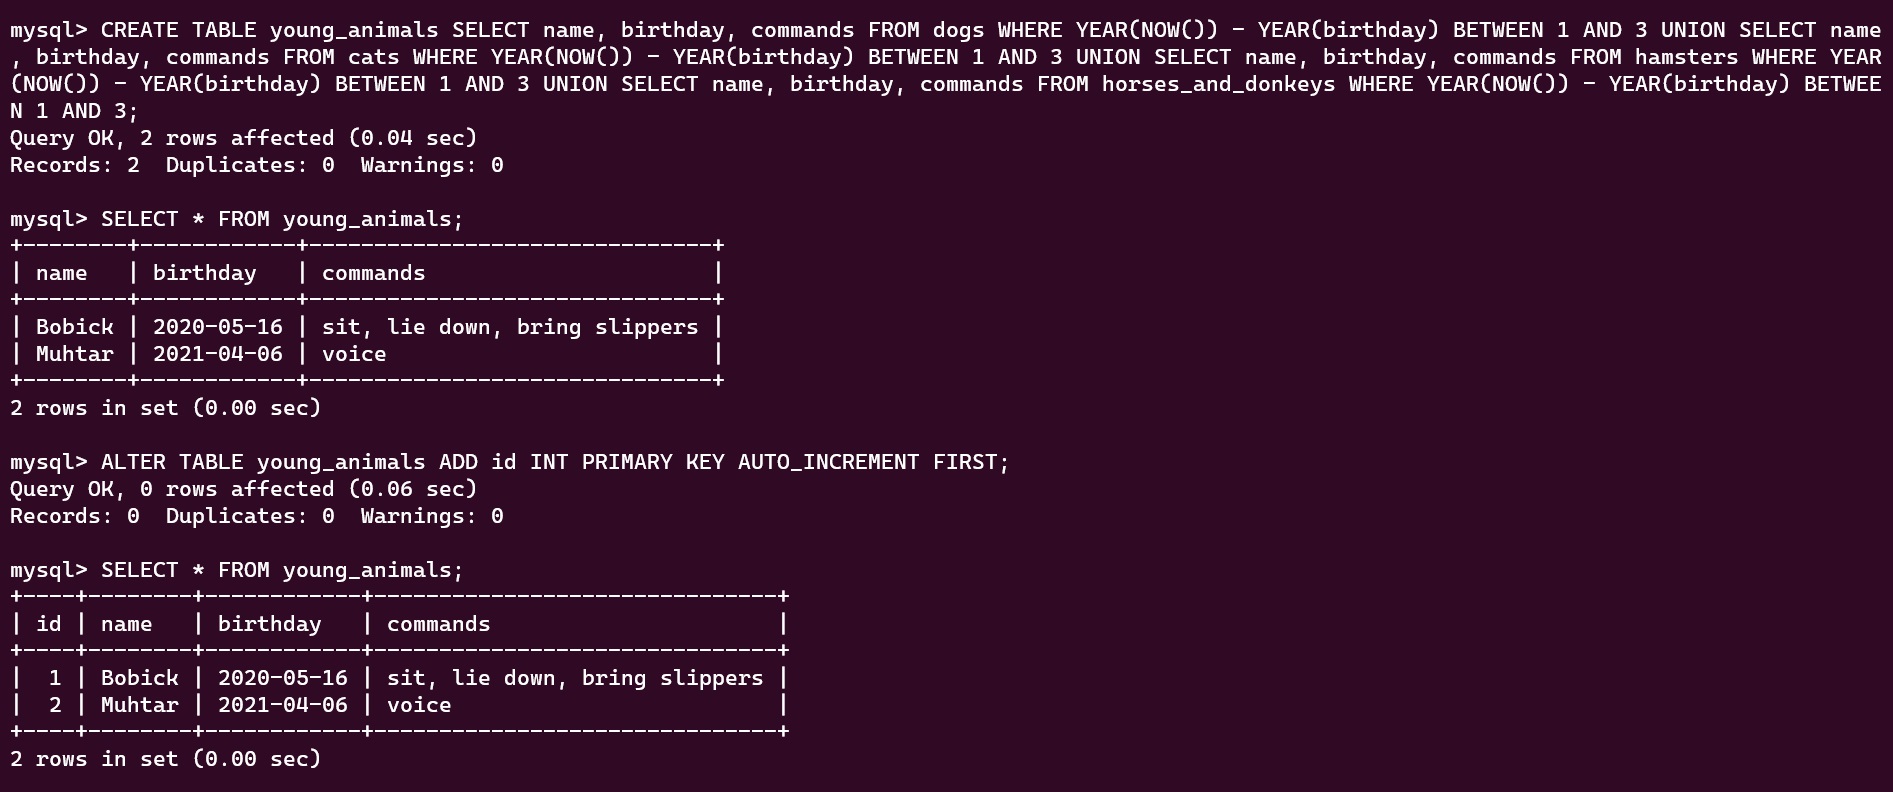 mysql> CREATE TABLE young_animals SELECT name, birthday, commands FROM dogs WHERE YEAR(NOW()) - YEAR(birthday) BETWEEN 1 AND 3 UNION SELECT name
, birthday, commands FROM cats WHERE YEAR(NOW()) - YEAR(birthday) BETWEEN 1 AND 3 UNION SELECT name, birthday, commands FROM hamsters WHERE YEAR
(NOW()) - YEAR(birthday) BETWEEN 1 AND 3 UNION SELECT name, birthday, commands FROM horses_and_donkeys WHERE YEAR(NOW()) - YEAR(birthday) BETWEE
N 1 AND 3;
Query OK, 2 rows affected (0.04 sec)
Records: 2  Duplicates: 0  Warnings: 0

mysql> SELECT * FROM young_animals;
+--------+------------+-------------------------------+
| name   | birthday   | commands                      |
+--------+------------+-------------------------------+
| Bobick | 2020-05-16 | sit, lie down, bring slippers |
| Muhtar | 2021-04-06 | voice                         |
+--------+------------+-------------------------------+
2 rows in set (0.00 sec)

mysql> ALTER TABLE young_animals ADD id INT PRIMARY KEY AUTO_INCREMENT FIRST;
Query OK, 0 rows affected (0.06 sec)
Records: 0  Duplicates: 0  Warnings: 0

mysql> SELECT * FROM young_animals;
+----+--------+------------+-------------------------------+
| id | name   | birthday   | commands                      |
+----+--------+------------+-------------------------------+
|  1 | Bobick | 2020-05-16 | sit, lie down, bring slippers |
|  2 | Muhtar | 2021-04-06 | voice                         |
+----+--------+------------+-------------------------------+
2 rows in set (0.00 sec)